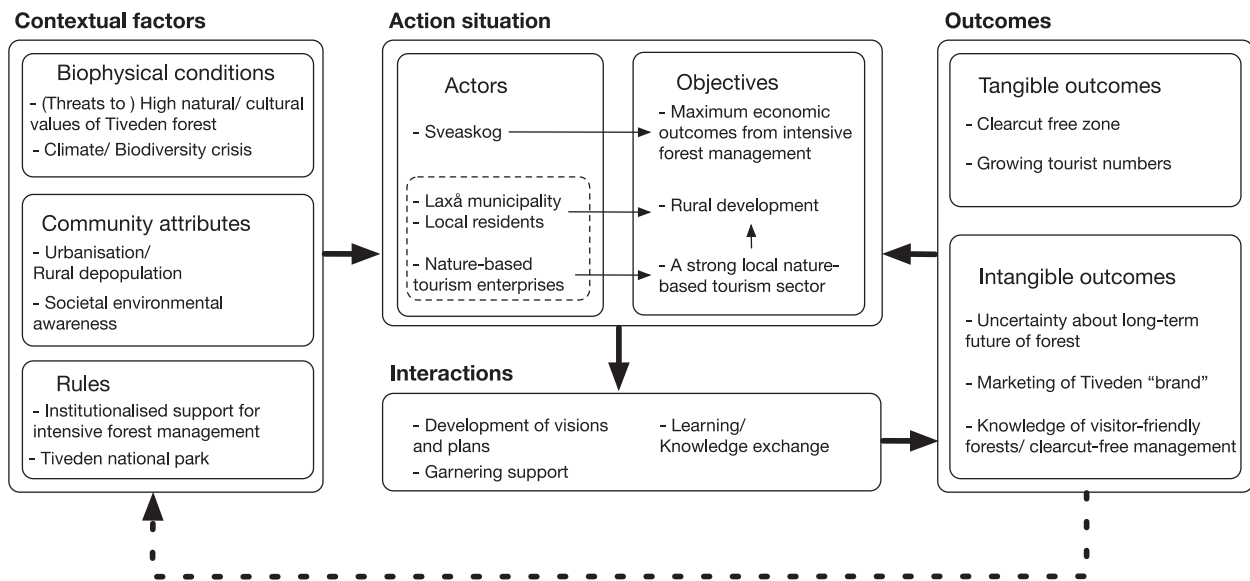 Contextual factors
Biophysical conditions
- (Threats to ) High natural/ cultural
values of Tiveden forest
- Climate/ Biodiversity crisis
Community attributes
- Urbanisation/
Rural depopulation
- Societal environmental
awareness
Rules
- Institutionalised support for
intensive forest management
- Tiveden national park
Action situation
Actors
- Sveaskog
- Laxå municipality
- Local residents
- Nature-based
tourism enterprises
Objectives
- Maximum economic
outcomes from intensive
forest management
- Rural development
- A strong local nature-
based tourism sector
Interactions
- Development of visions
and plans
- Garnering support
- Learning/
Knowledge exchange
Outcomes
Tangible outcomes
- Clearcut free zone
- Growing tourist numbers
Intangible outcomes
- Uncertainty about long-term
future of forest
- Marketing of Tiveden “brand”
- Knowledge of visitor-friendly
forests/ clearcut-free management